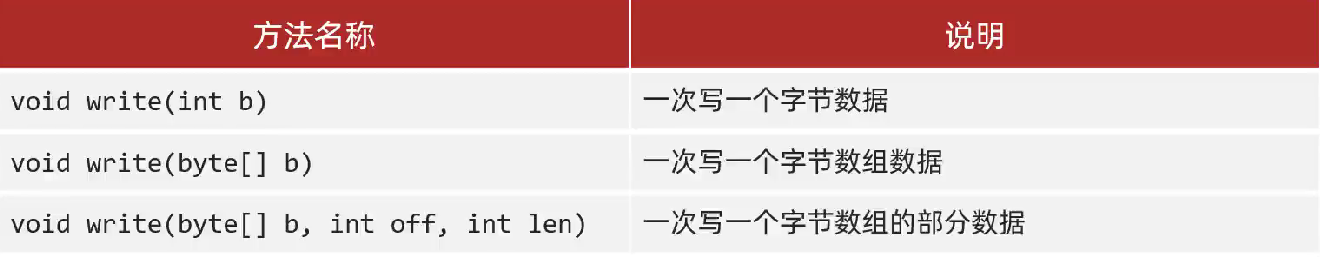 方法名称 说明
void write(int b) 一次写一个字节数据
void write(byte[] b) 一次写一个字节数组数据
void write(byte[] b, int off, int len) 一次写一个字节数组的部分数据